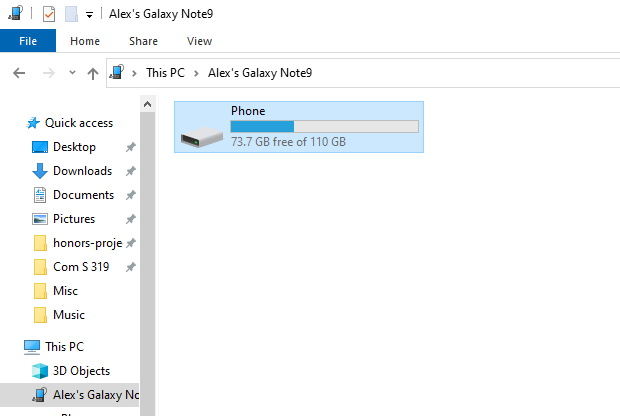 Alex's Galaxy Note9
File Home Share View
This PC Alex's Galaxy Note9
Phone
73.7 GB free of 110 GB
Quick access
Desktop
Downloads
Documents
Pictures
honors-proje
Com S 319
Misc
Music
This PC
3D Objects
Alex's Galaxy No